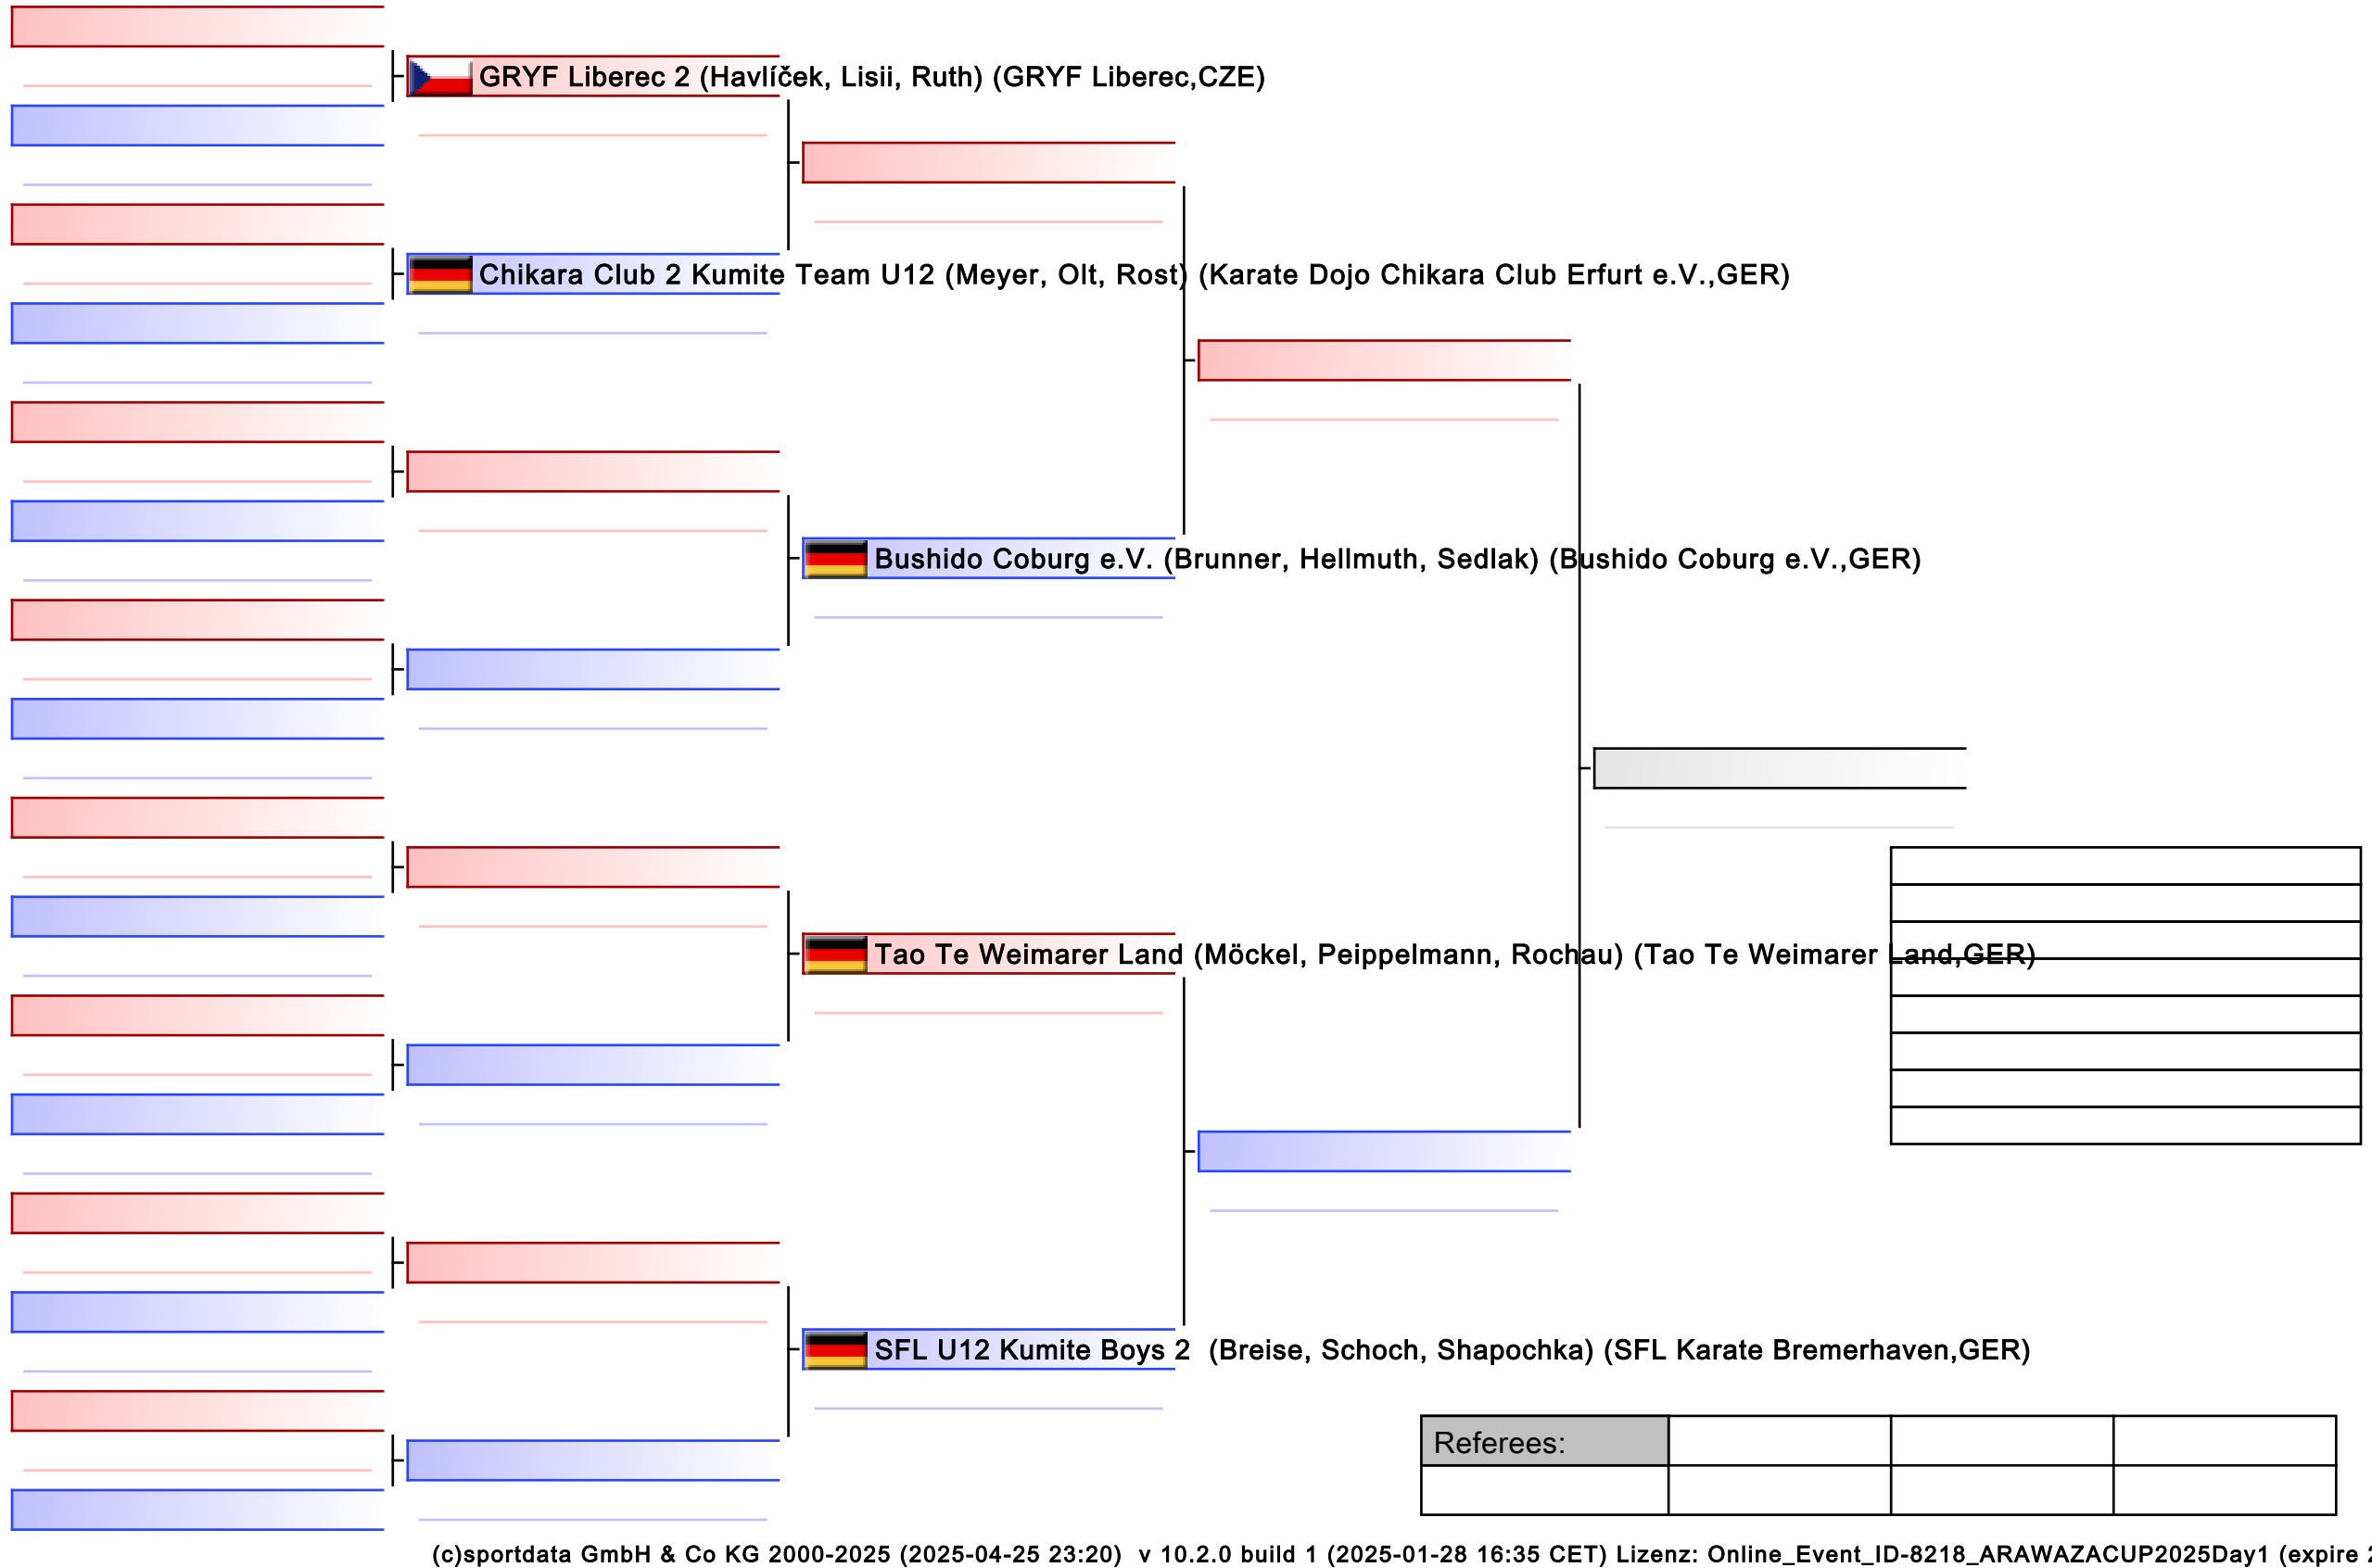 GRYF Liberec 2 (Havlíček, Lisii, Ruth) (GRYF Liberec,CZE)
Chikara Club 2 Kumite Team U12 (Meyer, Olt, Rost) (Karate Dojo Chikara Club Erfurt e.V.,GER)
Bushido Coburg e.V. (Brunner, Hellmuth, Sedlak) (Bushido Coburg e.V.,GER)
Tao Te Weimarer Land (Möckel, Peippelmann, Rochau) (Tao Te Weimarer Land,GER)
SFL U12 Kumite Boys 2 (Breise, Schoch, Shapochka) (SFL Karate Bremerhaven,GER)
Referees:
(c)sportdata GmbH & Co KG 2000-2025 (2025-04-25 23:20) v 10.2.0 build 1 (2025-01-28 16:35 CET) Lizenz: Online_Event_ID-8218_ARAWAZACUP2025Day1 (expire